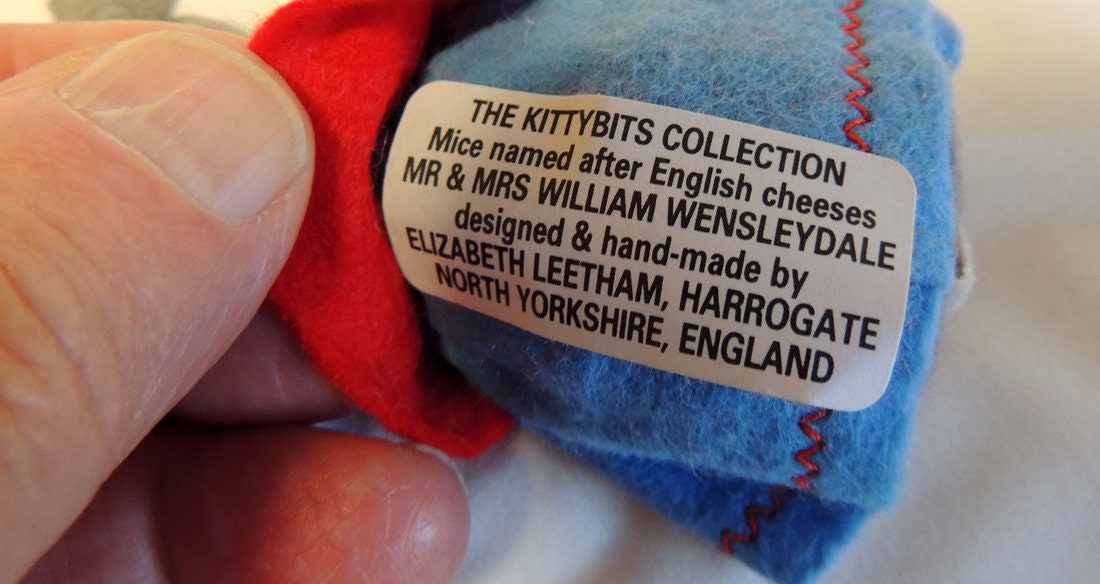 THE KITTYBITS COLLECTION
Mice named after English cheeses
MR & MRS WILLIAM WENSLEYDALE
designed & hand-made by
ELIZABETH LEETHAM, HARROGATE
NORTH YORKSHIRE, ENGLAND